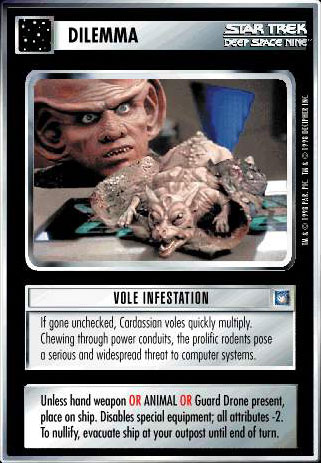 DILEMMA
STAR TREK
DEEP SPACE NINE
TM & © 1998 PAR. PIC. TM & © 1998 DECIPHER INC.
VOLE INFESTATION
If gone unchecked, Cardassian voles quickly multiply.
Chewing through power conduits, the prolific rodents pose
a serious and widespread threat to computer systems.
Unless hand weapon OR ANIMAL OR Guard Drone present,
place on ship. Disables special equipment; all attributes -2.
To nullify, evacuate ship at your outpost until end of turn.